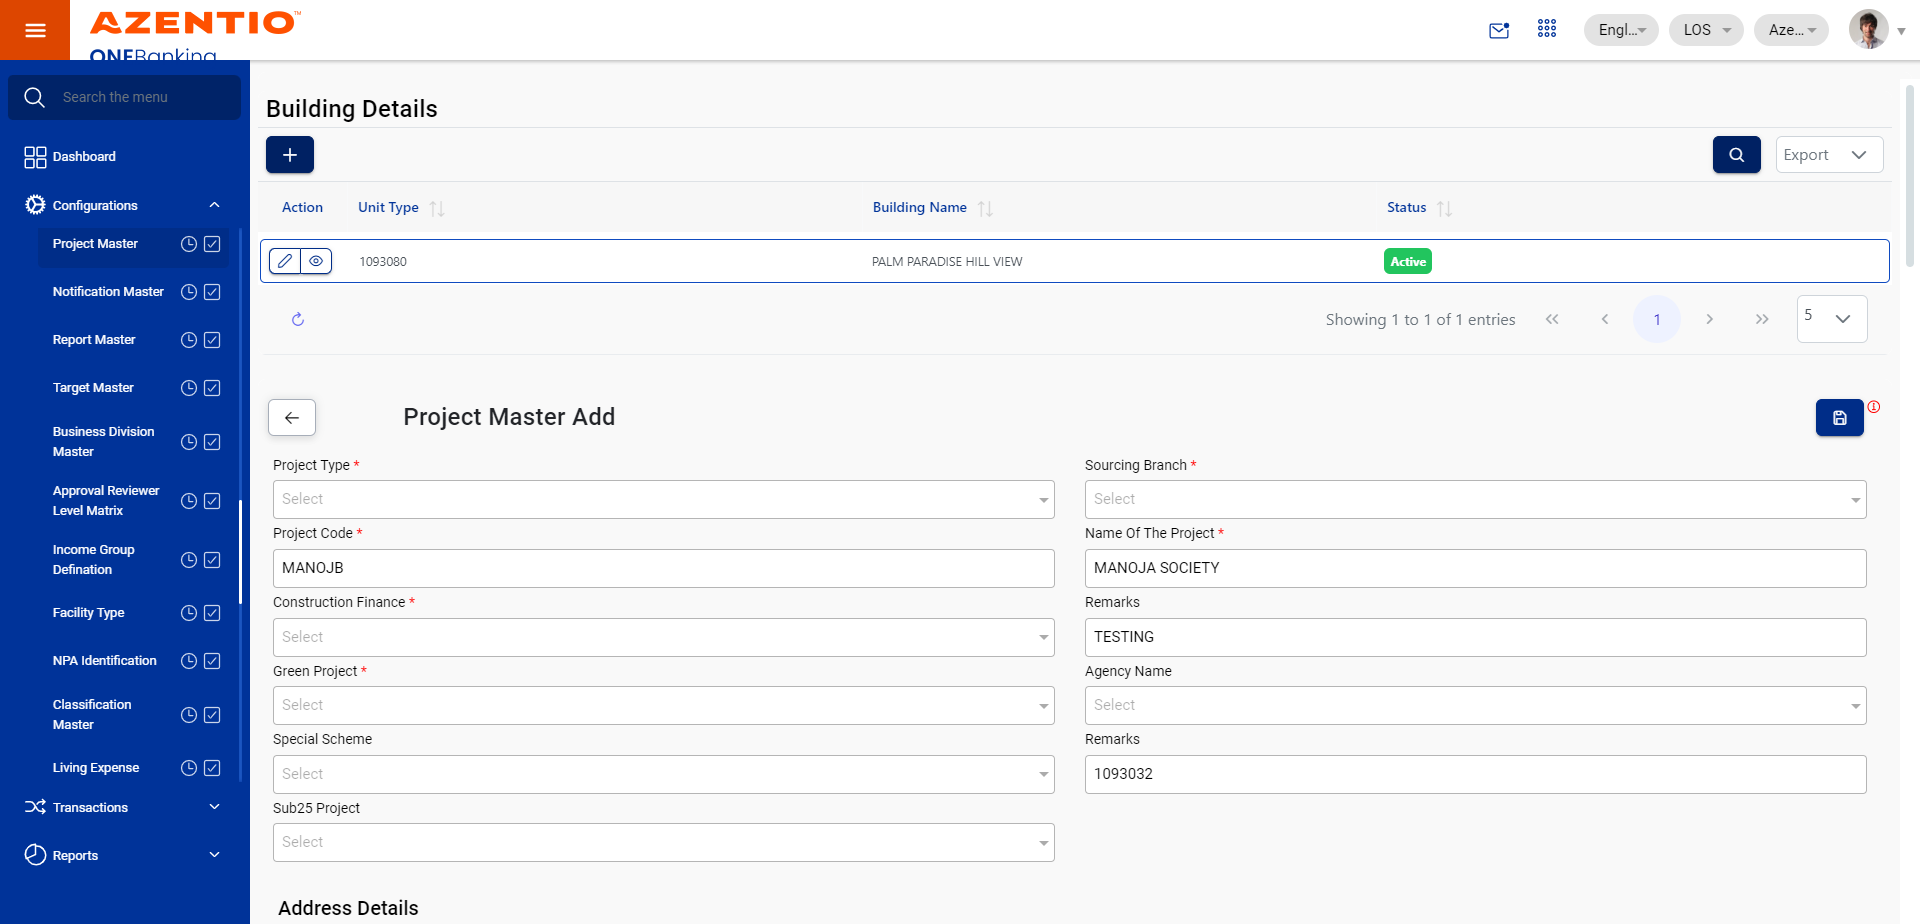 AZENTIO™
ONEBanking
Engl...
LOS
Aze...
Search the menu
Dashboard
Configurations
Project Master
Notification Master
Report Master
Target Master
Business Division
Master
Approval Reviewer
Level Matrix
Income Group
Defination
Facility Type
NPA Identification
Classification
Master
Living Expense
Transactions
Reports
Building Details
Export
Action
Unit Type
Building Name
Status
1093080
PALM PARADISE HILL VIEW
Active
Showing 1 to 1 of 1 entries
1
5
Project Master Add
Project Type *
Select
Sourcing Branch *
Select
Project Code *
MANOJB
Name Of The Project *
MANOJA SOCIETY
Construction Finance *
Select
Remarks
TESTING
Green Project *
Select
Agency Name
Select
Special Scheme
Select
Remarks
1093032
Sub25 Project
Select
Address Details